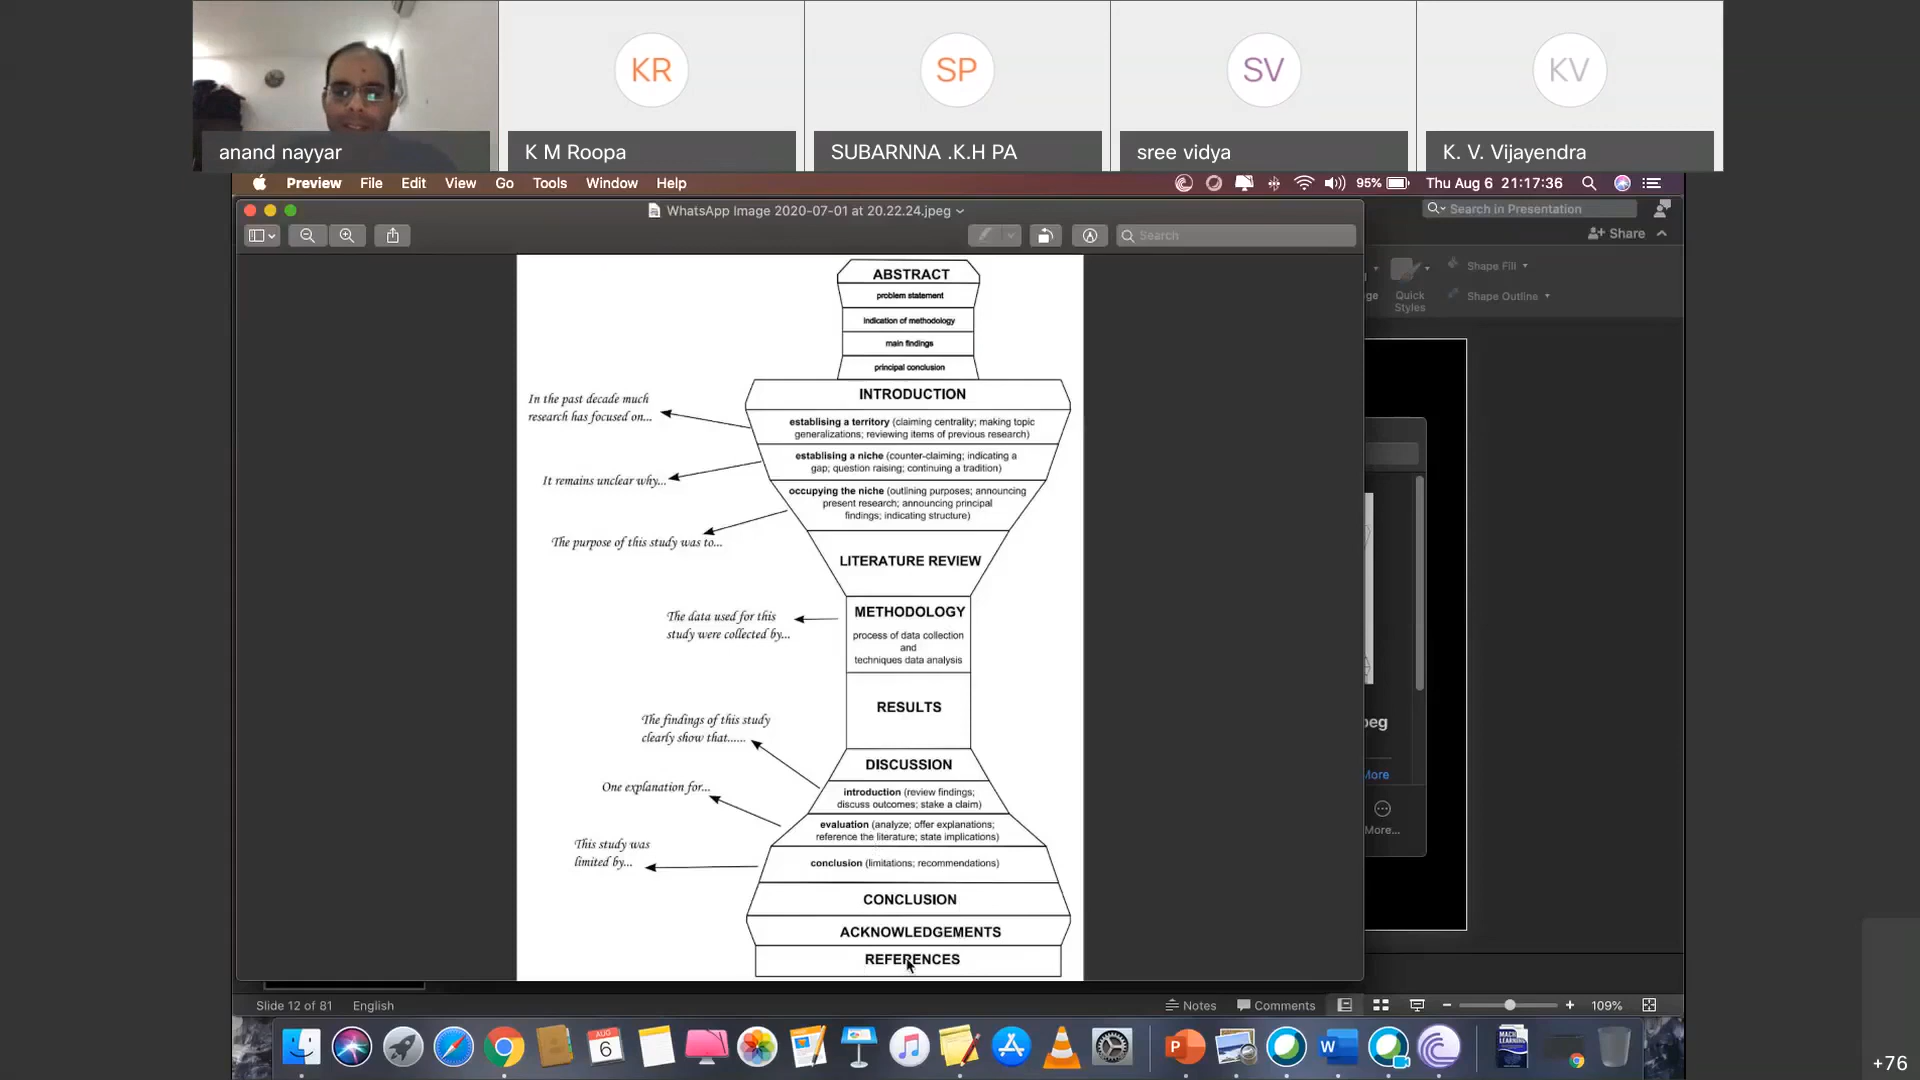 KR
SP
SV
KV
anand nayyar
K M Roopa
SUBARNNA .K.H PA
sree vidya
K. V. Vijayendra
Preview File Edit View Go Tools Window Help
95% Thu Aug 6 21:17:36
WhatsApp Image 2020-07-01 at 20.22.24.jpeg
Search in Presentation
Search
Share
Shape Fill
Quick
Styles
Shape Outline
ABSTRACT
problem statement
indication of methodology
main findings
principal conclusion
INTRODUCTION
In the past decade much
research has focused on...
establising a territory (claiming centrality; making topic
generalizations; reviewing items of previous research)
establising a niche (counter-claiming; indicating a
gap; question raising; continuing a tradition)
It remains unclear why...
occupying the niche (outlining purposes; announcing
present research; announcing principal
findings; indicating structure)
The purpose of this study was to...
LITERATURE REVIEW
METHODOLOGY
The data used for this
study were collected by...
process of data collection
and
techniques data analysis
RESULTS
The findings of this study
clearly show that......
DISCUSSION
One explanation for...
introduction (review findings;
discuss outcomes; stake a claim)
evaluation (analyze; offer explanations;
reference the literature; state implications)
This study was
limited by...
conclusion (limitations; recommendations)
CONCLUSION
ACKNOWLEDGEMENTS
REFERENCES
peg
More
More...
Slide 12 of 81 English
Notes Comments 109%
AUG
6
P
W
+76